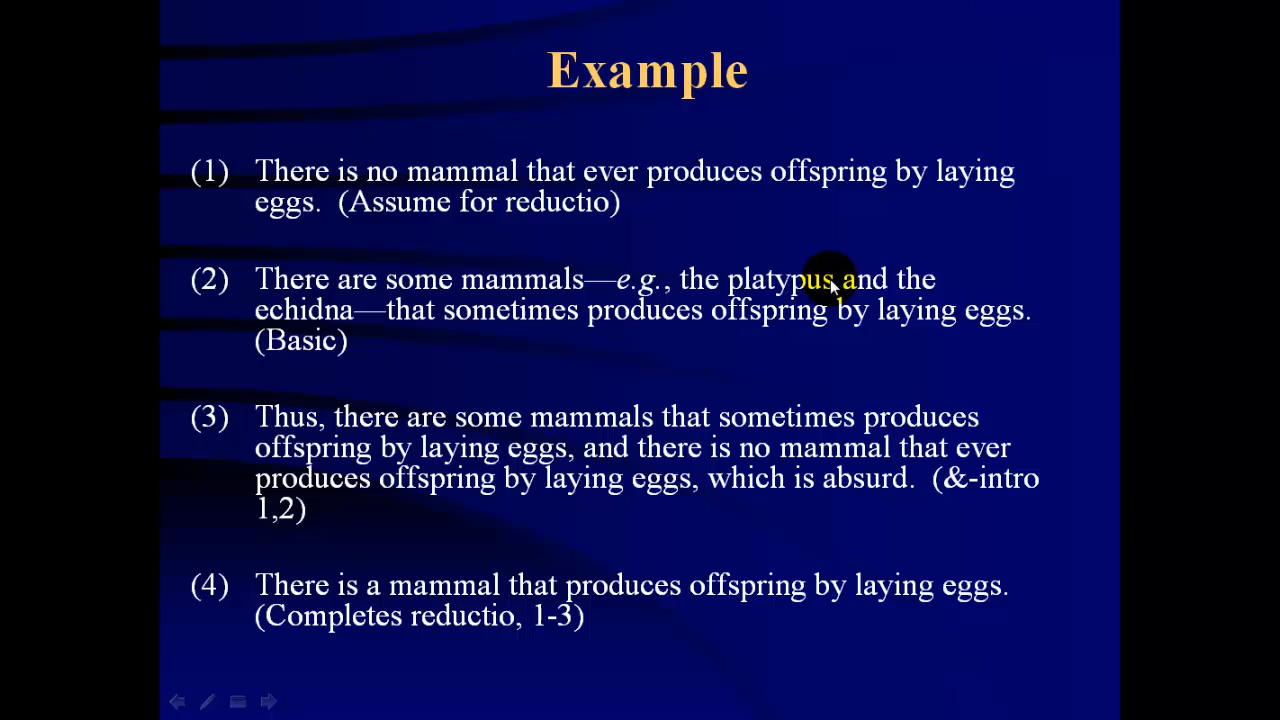 Example
(1) There is no mammal that ever produces offspring by laying
eggs. (Assume for reductio)
(2) There are some mammals—e.g., the platypus and the
echidna—that sometimes produces offspring by laying eggs.
(Basic)
(3) Thus, there are some mammals that sometimes produces
offspring by laying eggs, and there is no mammal that ever
produces offspring by laying eggs, which is absurd. (&-intro
1,2)
(4) There is a mammal that produces offspring by laying eggs.
(Completes reductio, 1-3)